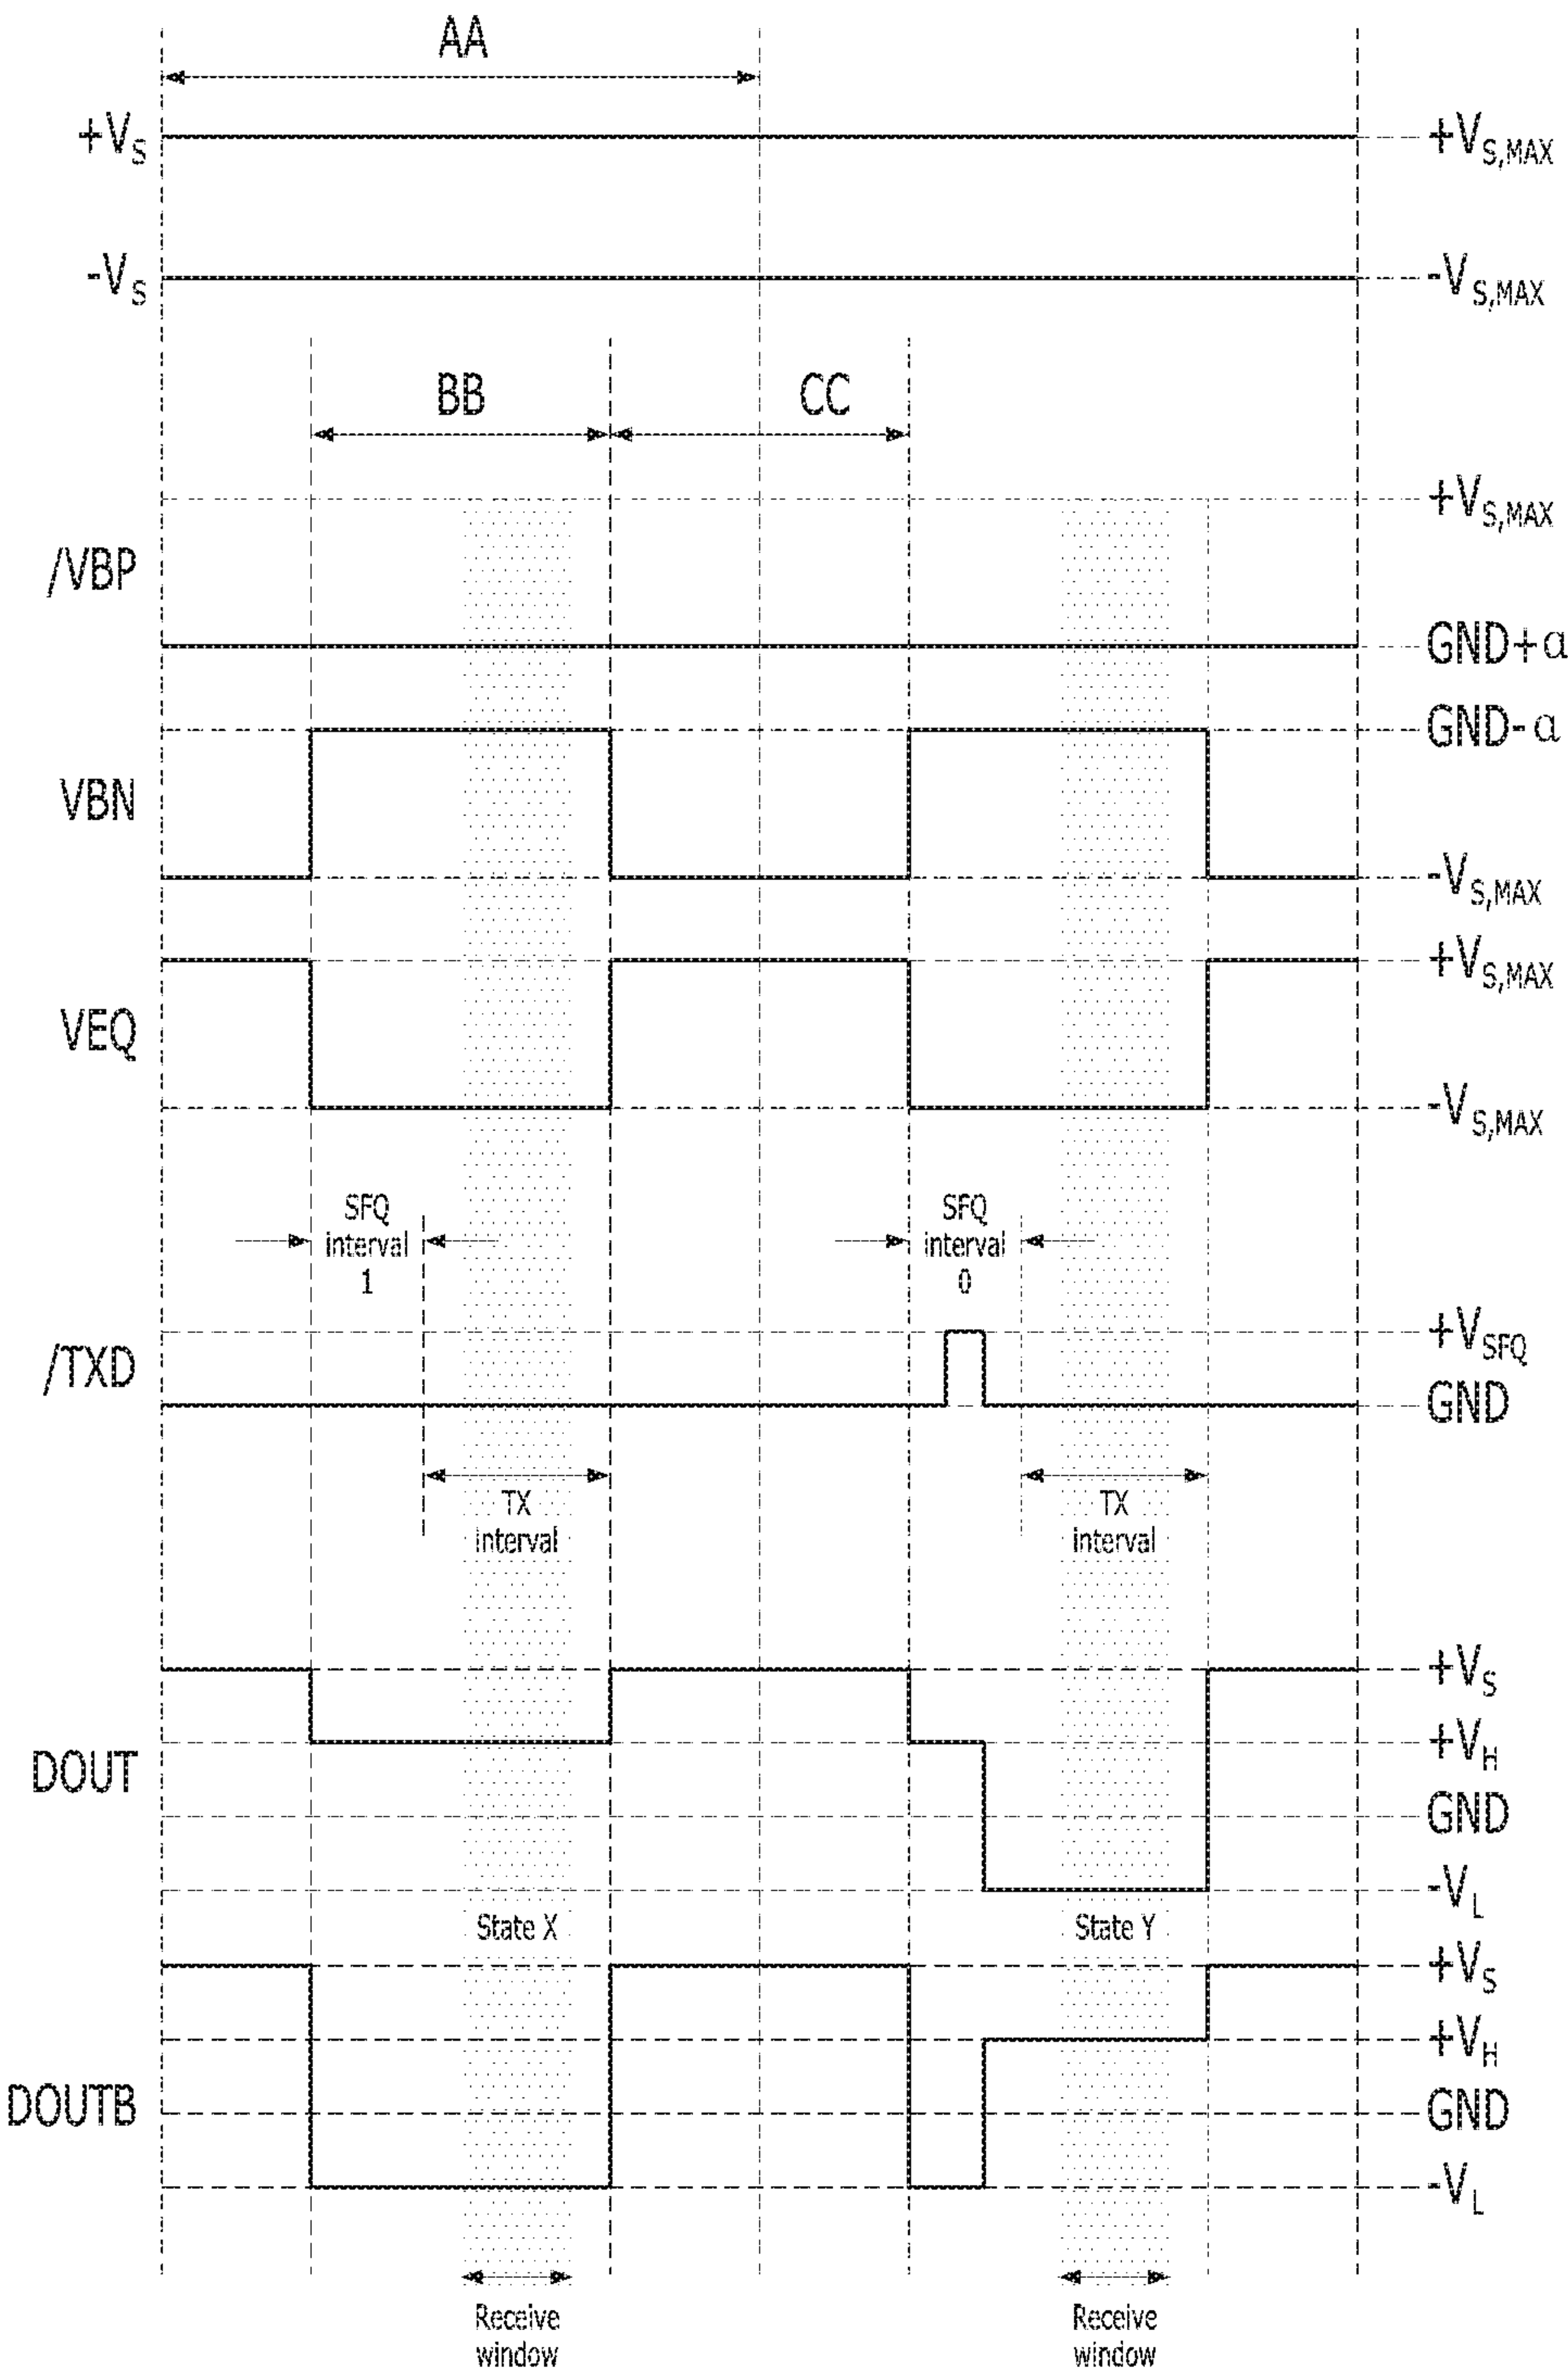 AA
+VS
+VS,MAX
-VS
-VS,MAX
BB
CC
+VS,MAX
/VBP
GND+α
GND-α
VBN
-VS,MAX
+VS,MAX
VEQ
-VS,MAX
SFQ
interval
1
SFQ
interval
0
+VSFQ
/TXD
GND
TX
interval
TX
interval
+VS
+VH
DOUT
GND
-VL
State X
State Y
+VS
+VH
DOUTB
GND
-VL
Receive
window
Receive
window